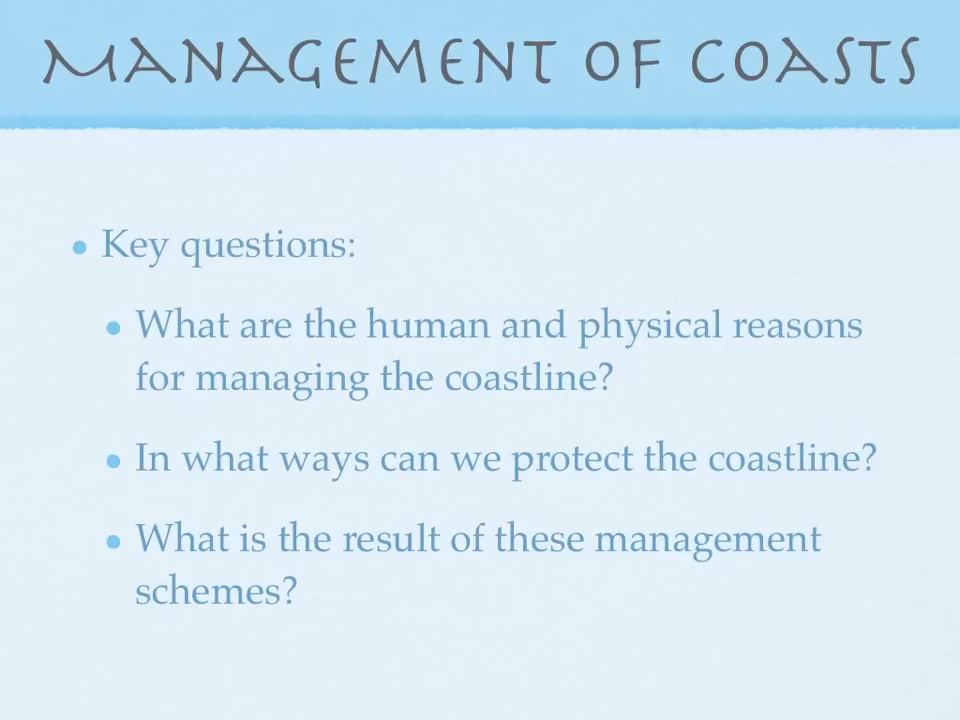 Management of Coasts
• Key questions:
• What are the human and physical reasons
for managing the coastline?
• In what ways can we protect the coastline?
• What is the result of these management
schemes?